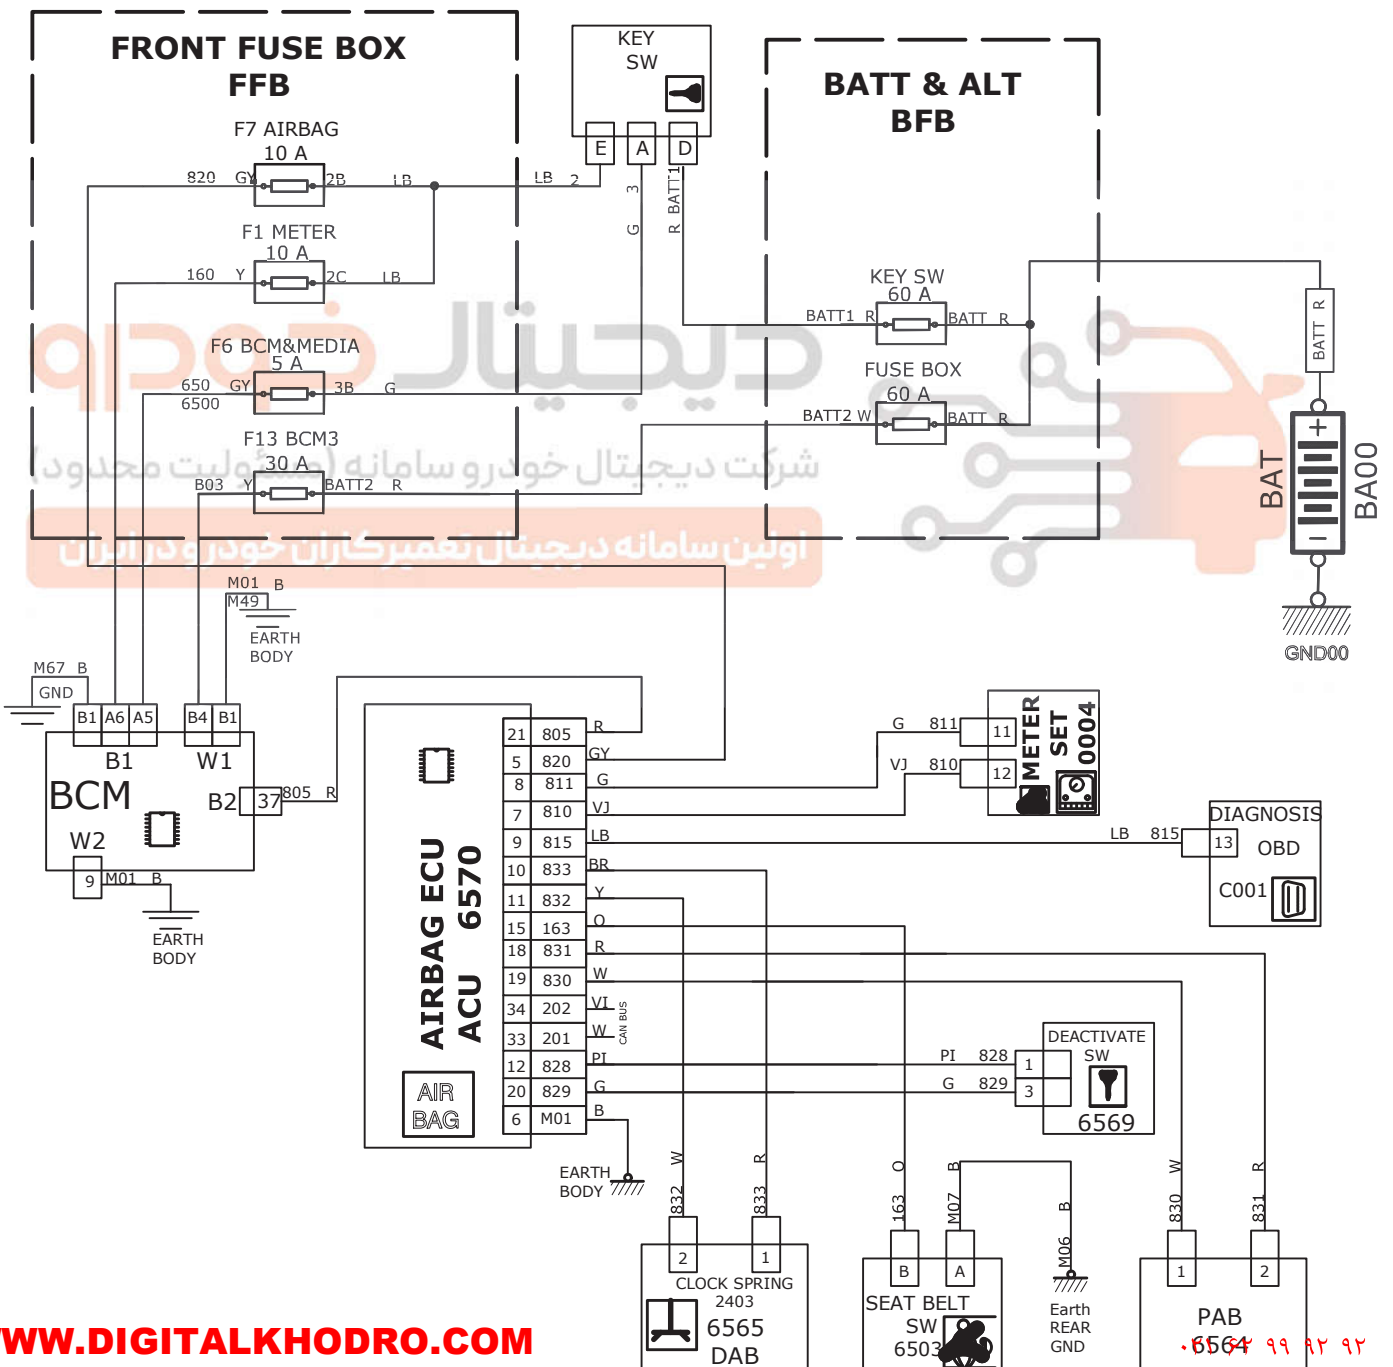 FRONT FUSE BOX
FFB
F7 AIRBAG
10 A
820 GY 2B LB LB 2
F1 METER
10 A
160 Y 2C LB
F6 BCM&MEDIA
5 A
650 GY 3B G
6500
F13 BCM3
30 A
B03 Y BATT2 R
KEY
SW
E A D
G 3
R BATT1
BATT & ALT
BFB
KEY SW
60 A
BATT1 R BATT R
FUSE BOX
60 A
BATT2 W BATT R
BATT R
+
BAT
BA00
−
GND00
دیجیتال خودرو
شرکت دیجیتال خودرو سامانه (مسئولیت محدود)
اولین سامانه دیجیتال تعمیرکاران خودرو در ایران
M01 B
M49
EARTH
BODY
M67 B
GND
B1 A6 A5 B4 B1
B1 W1
BCM
B2 37 805 R
W2
9 M01 B
EARTH
BODY
AIRBAG ECU
ACU 6570
AIR
BAG
21 805 R
5 820 GY
8 811 G
7 810 VJ
9 815 LB
10 833 BR
11 832 Y
15 163 O
18 831 R
19 830 W
34 202 VI
33 201 W
CAN BUS
12 828 PI
20 829 G
6 M01 B
EARTH
BODY
G 811 11
VJ 810 12
METER
SET
0004
LB 815 13
DIAGNOSIS
OBD
C001
PI 828 1
G 829 3
DEACTIVATE
SW
6569
832 W
833 R
2 1
CLOCK SPRING
2403
6565
DAB
163 O
M07 B
B A
SEAT BELT
SW
6503
M06 B
Earth
REAR
GND
830 W
831 R
1 2
PAB
6564
WWW.DIGITALKHODRO.COM
۰۲۱ ۶۲ ۹۹ ۹۲ ۹۲